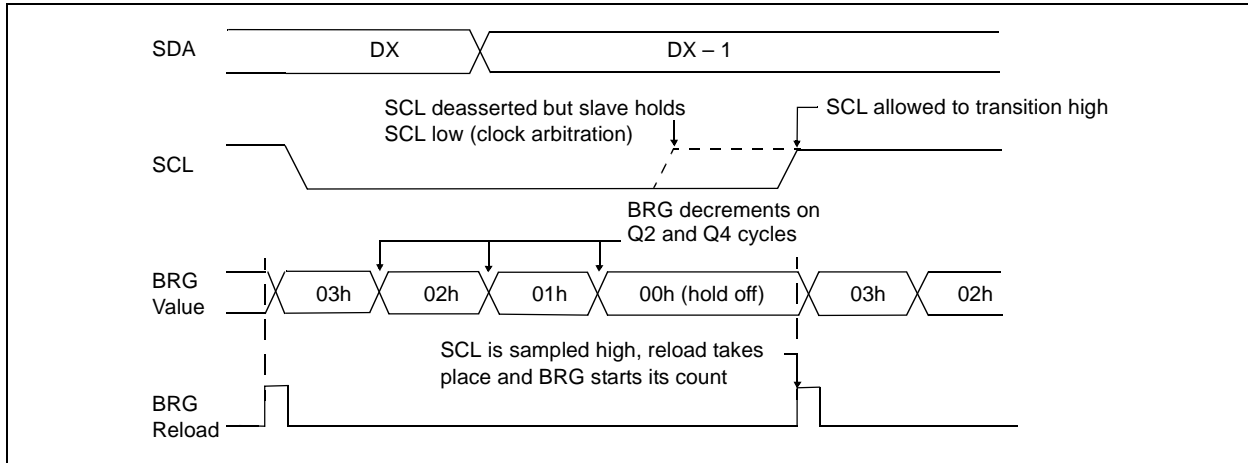 SDA
DX
DX – 1
SCL deasserted but slave holds
SCL low (clock arbitration)
SCL allowed to transition high
SCL
BRG decrements on
Q2 and Q4 cycles
BRG
Value
03h
02h
01h
00h (hold off)
03h
02h
SCL is sampled high, reload takes
place and BRG starts its count
BRG
Reload